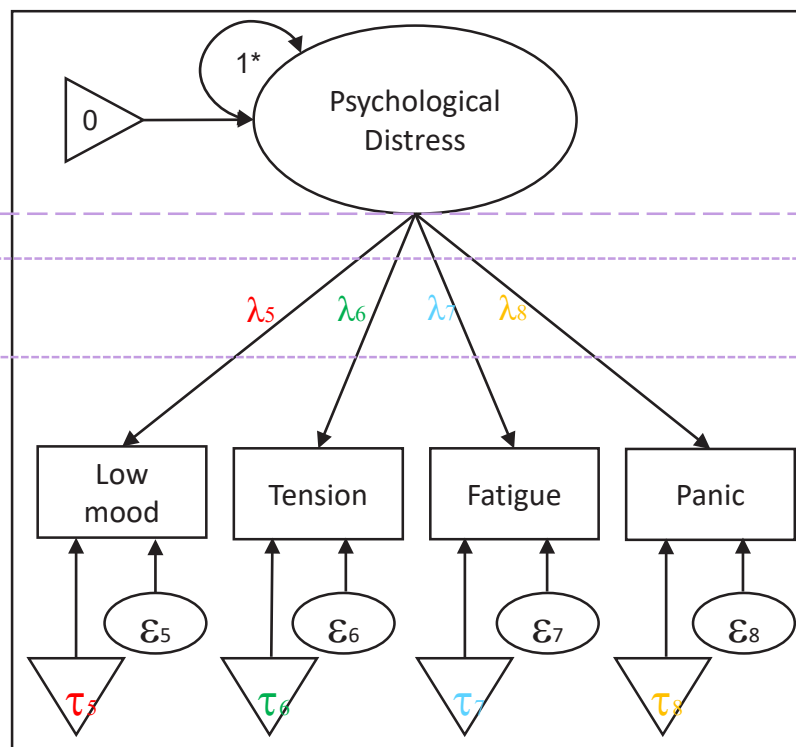 1*
0
Psychological
Distress
λ5 λ6 λ7 λ8
Low
mood
Tension
Fatigue
Panic
ε5 ε6 ε7 ε8
τ5 τ6 τ7 τ8